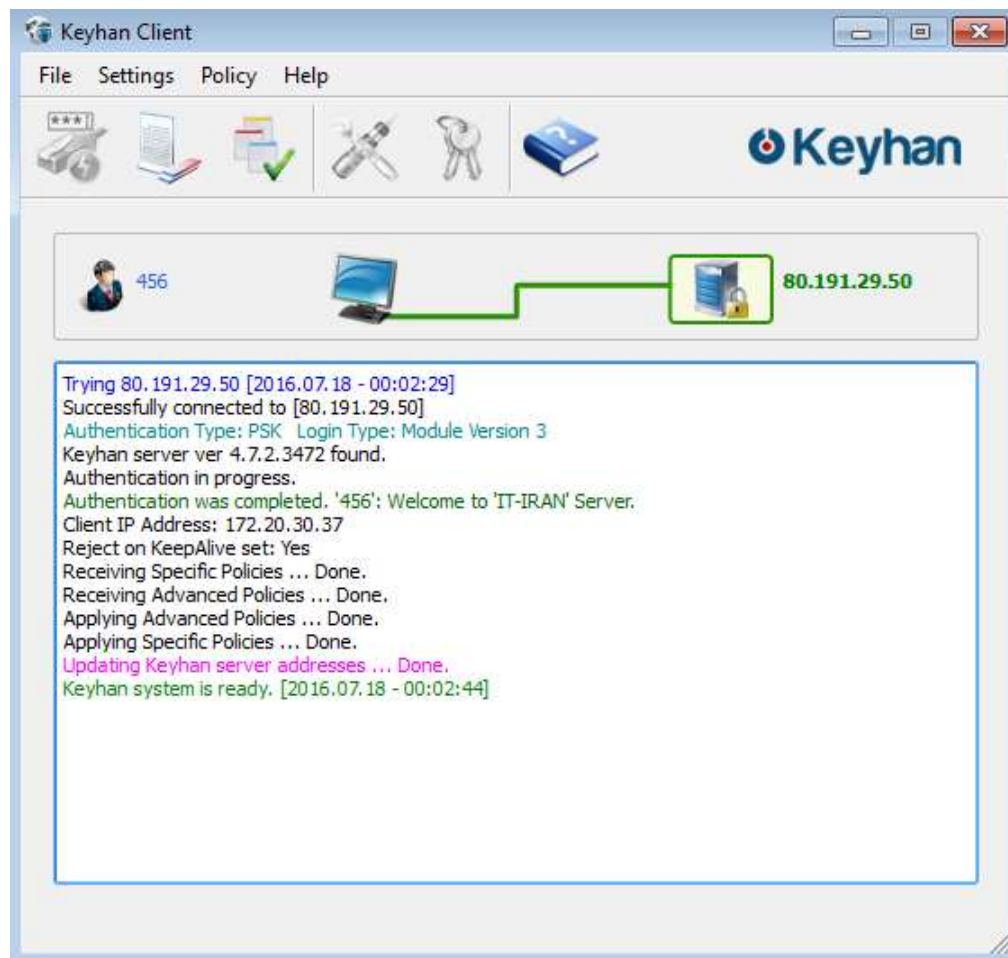 Keyhan Client
File Settings Policy Help
***
Keyhan
456
80.191.29.50
Trying 80.191.29.50 [2016.07.18 - 00:02:29]
Successfully connected to [80.191.29.50]
Authentication Type: PSK Login Type: Module Version 3
Keyhan server ver 4.7.2.3472 found.
Authentication in progress.
Authentication was completed. '456': Welcome to 'IT-IRAN' Server.
Client IP Address: 172.20.30.37
Reject on KeepAlive set: Yes
Receiving Specific Policies ... Done.
Receiving Advanced Policies ... Done.
Applying Advanced Policies ... Done.
Applying Specific Policies ... Done.
Updating Keyhan server addresses ... Done.
Keyhan system is ready. [2016.07.18 - 00:02:44]